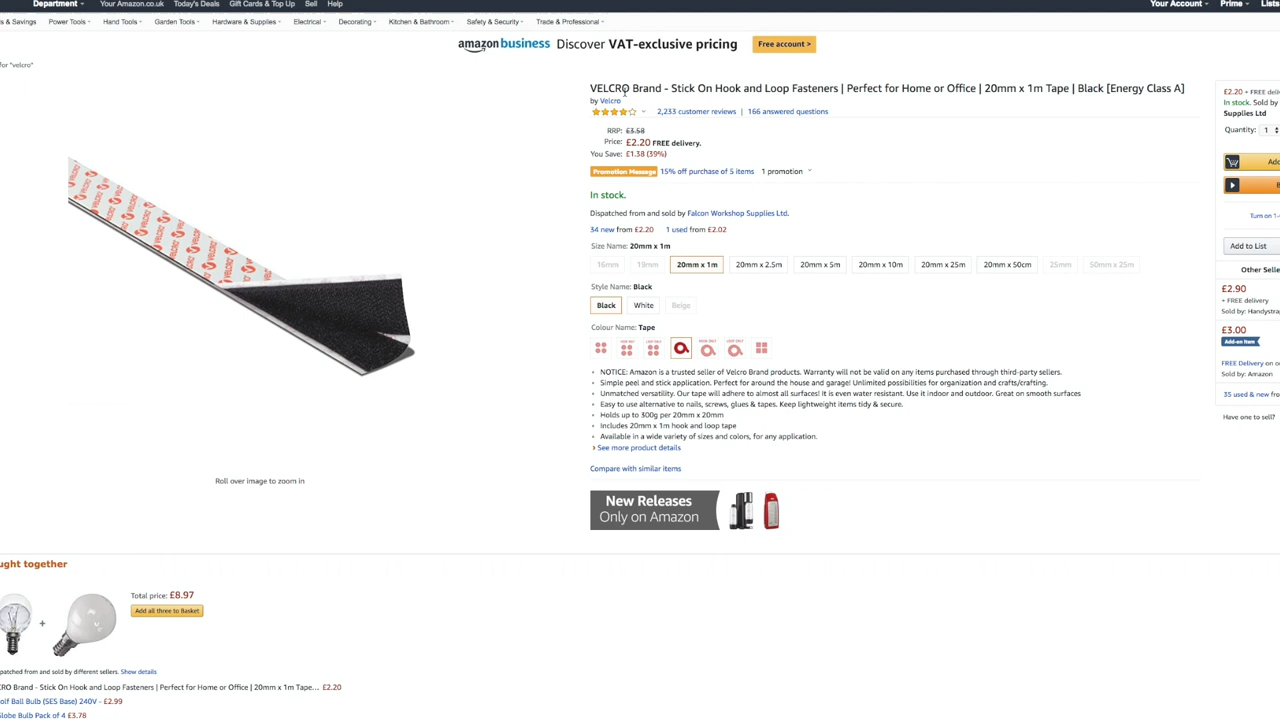 Department
Your Amazon.co.uk Today's Deals Gift Cards & Top Up Sell Help
Your Account Prime Lists
s & Savings Power Tools Hand Tools Garden Tools Hardware & Supplies Electrical Decorating Kitchen & Bathroom Safety & Security Trade & Professional
amazon business Discover VAT-exclusive pricing Free account >
for "velcro"
VELCRO Brand - Stick On Hook and Loop Fasteners | Perfect for Home or Office | 20mm x 1m Tape | Black [Energy Class A]
by Velcro
2,233 customer reviews | 166 answered questions
RRP: £3.58
Price: £2.20 FREE delivery.
You Save: £1.38 (39%)
Promotion Message 15% off purchase of 5 items 1 promotion
In stock.
Dispatched from and sold by Falcon Workshop Supplies Ltd.
34 new from £2.20 1 used from £2.02
Size Name: 20mm x 1m
16mm 19mm 20mm x 1m 20mm x 2.5m 20mm x 5m 20mm x 10m 20mm x 25m 20mm x 50cm 25mm 50mm x 25m
Style Name: Black
Black White Beige
Colour Name: Tape
NOTICE: Amazon is a trusted seller of Velcro Brand products. Warranty will not be valid on any items purchased through third-party sellers.
Simple peel and stick application. Perfect for around the house and garage! Unlimited possibilities for organization and crafts/crafting.
Unmatched versatility. Our tape will adhere to almost all surfaces! It is even water resistant. Use it indoor and outdoor. Great on smooth surfaces
Easy to use alternative to nails, screws, glues & tapes. Keep lightweight items tidy & secure.
Holds up to 300g per 20mm x 20mm
Includes 20mm x 1m hook and loop tape
Available in a wide variety of sizes and colors, for any application.
› See more product details
Compare with similar items
New Releases
Only on Amazon
£2.20 + FREE deli
In stock. Sold by
Supplies Ltd
Quantity: 1
Add
B
Turn on 1-
Add to List
Other Selle
£2.90
+ FREE delivery
Sold by: Handystrap
£3.00
Add-on Item
FREE Delivery on
Sold by: Amazon
35 used & new fro
Have one to sell?
VELCRO VELCRO VELCRO VELCRO
Roll over image to zoom in
ught together
Total price: £8.97
Add all three to Basket
+
patched from and sold by different sellers. Show details
CRO Brand - Stick On Hook and Loop Fasteners | Perfect for Home or Office | 20mm x 1m Tape… £2.20
olf Ball Bulb (SES Base) 240V - £2.99
Globe Bulb Pack of 4 £3.78